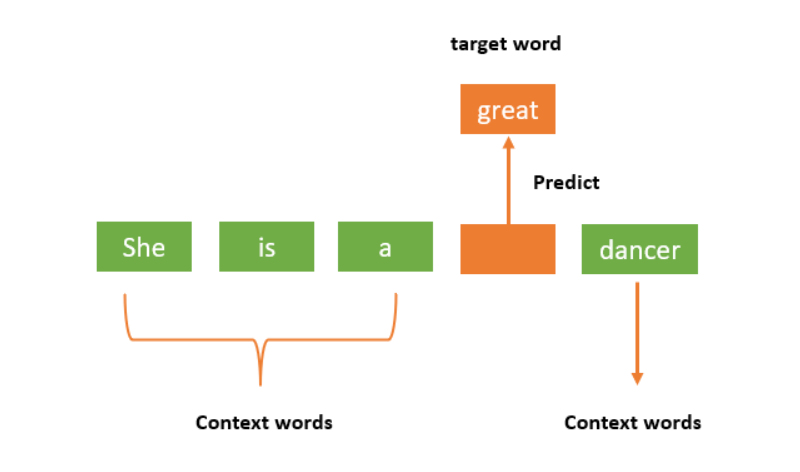 target word
great
Predict
She is a dancer
Context words Context words